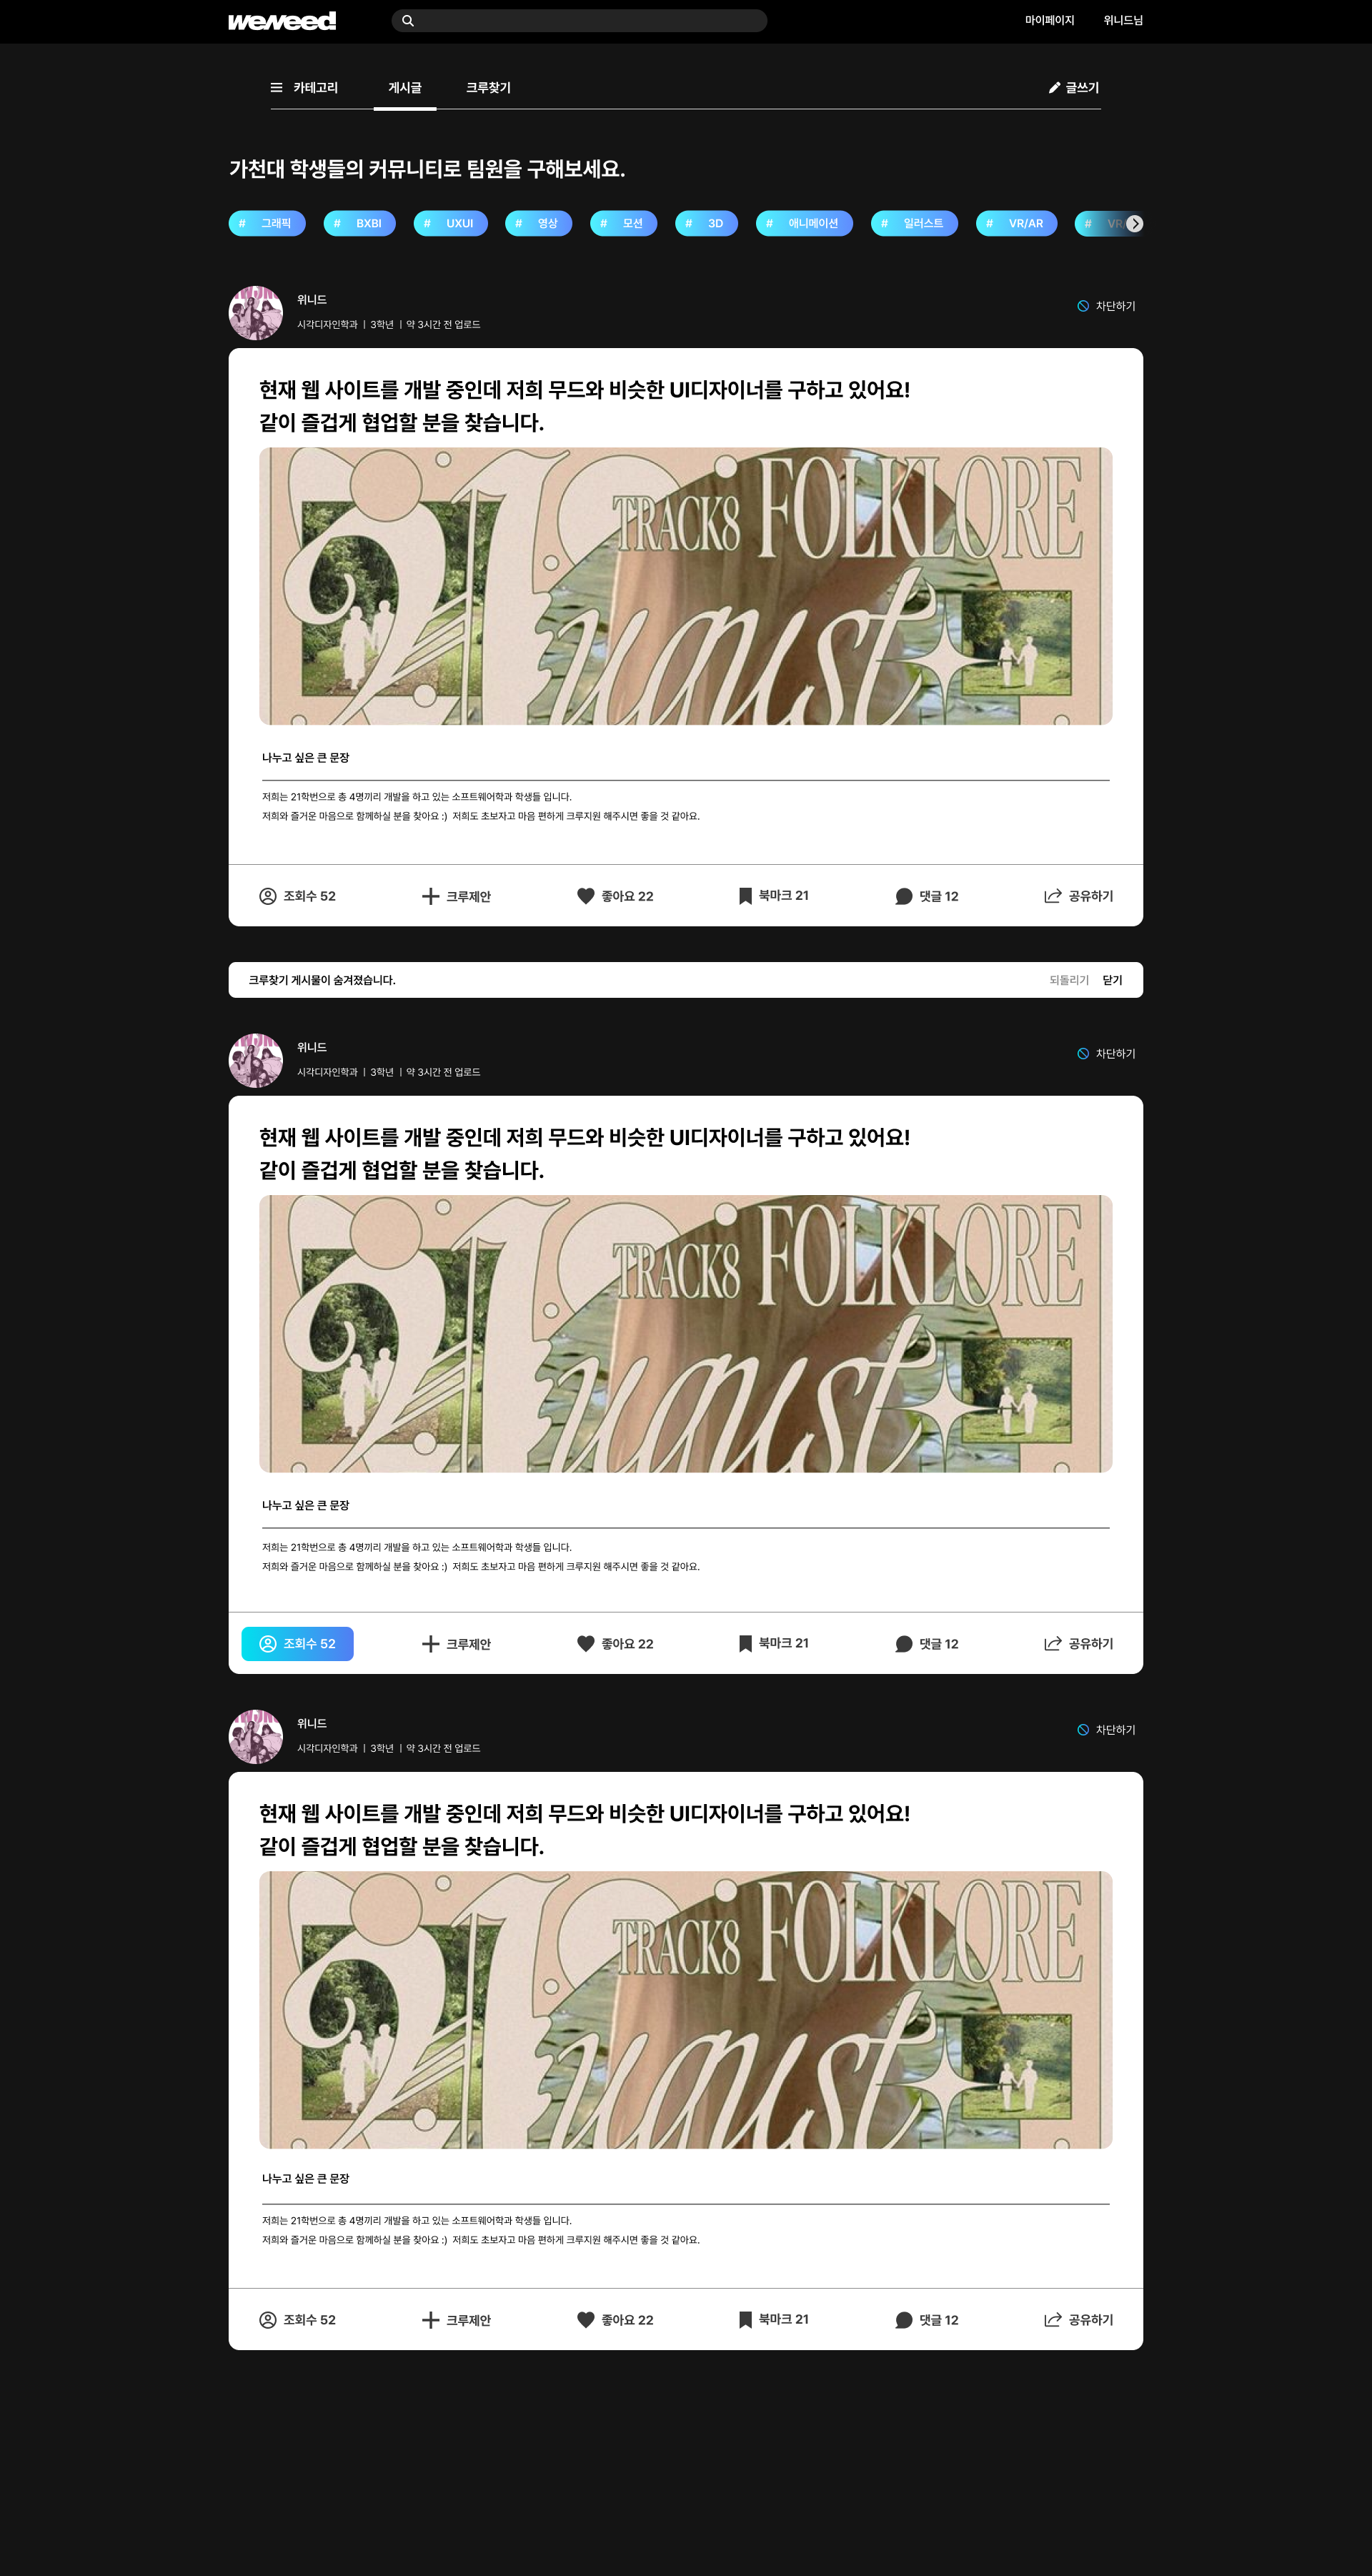 weweed!
마이페이지 위니드님
카테고리 게시글 크루찾기 글쓰기
가천대 학생들의 커뮤니티로 팀원을 구해보세요.
# 그래픽 # BXBI # UXUI # 영상 # 모션 # 3D # 애니메이션 # 일러스트 # VR/AR # VR/
위니드
차단하기
시각디자인학과 | 3학년 | 약 3시간 전 업로드
현재 웹 사이트를 개발 중인데 저희 무드와 비슷한 UI디자이너를 구하고 있어요!
같이 즐겁게 협업할 분을 찾습니다.
TRACK8 FOLKLORE
August
나누고 싶은 큰 문장
저희는 21학번으로 총 4명끼리 개발을 하고 있는 소프트웨어학과 학생들 입니다.
저희와 즐거운 마음으로 함께하실 분을 찾아요 :) 저희도 초보자고 마음 편하게 크루지원 해주시면 좋을 것 같아요.
조회수 52 크루제안 좋아요 22 북마크 21 댓글 12 공유하기
크루찾기 게시물이 숨겨졌습니다. 되돌리기 닫기
위니드
차단하기
시각디자인학과 | 3학년 | 약 3시간 전 업로드
현재 웹 사이트를 개발 중인데 저희 무드와 비슷한 UI디자이너를 구하고 있어요!
같이 즐겁게 협업할 분을 찾습니다.
TRACK8 FOLKLORE
August
나누고 싶은 큰 문장
저희는 21학번으로 총 4명끼리 개발을 하고 있는 소프트웨어학과 학생들 입니다.
저희와 즐거운 마음으로 함께하실 분을 찾아요 :) 저희도 초보자고 마음 편하게 크루지원 해주시면 좋을 것 같아요.
조회수 52 크루제안 좋아요 22 북마크 21 댓글 12 공유하기
위니드
차단하기
시각디자인학과 | 3학년 | 약 3시간 전 업로드
현재 웹 사이트를 개발 중인데 저희 무드와 비슷한 UI디자이너를 구하고 있어요!
같이 즐겁게 협업할 분을 찾습니다.
TRACK8 FOLKLORE
August
나누고 싶은 큰 문장
저희는 21학번으로 총 4명끼리 개발을 하고 있는 소프트웨어학과 학생들 입니다.
저희와 즐거운 마음으로 함께하실 분을 찾아요 :) 저희도 초보자고 마음 편하게 크루지원 해주시면 좋을 것 같아요.
조회수 52 크루제안 좋아요 22 북마크 21 댓글 12 공유하기